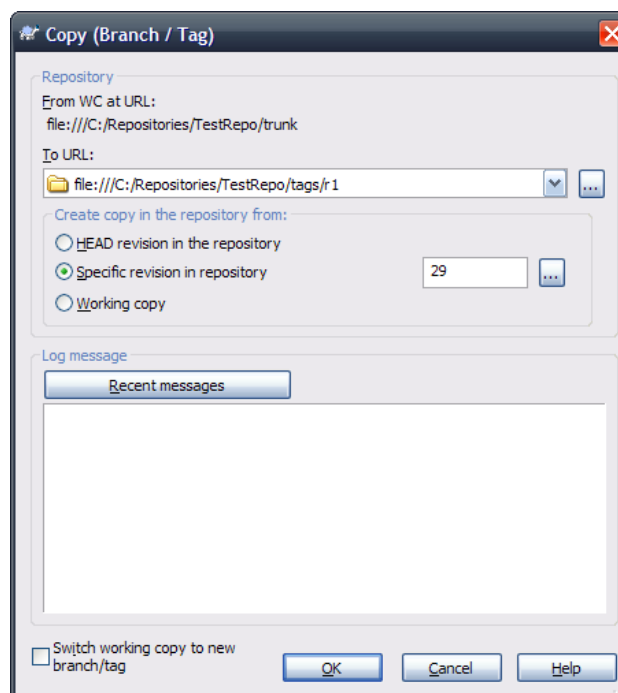 Copy (Branch / Tag)
Repository
From WC at URL:
file:///C:/Repositories/TestRepo/trunk
To URL:
file:///C:/Repositories/TestRepo/tags/r1
...
Create copy in the repository from:
HEAD revision in the repository
Specific revision in repository
29
...
Working copy
Log message
Recent messages
Switch working copy to new
branch/tag
OK
Cancel
Help